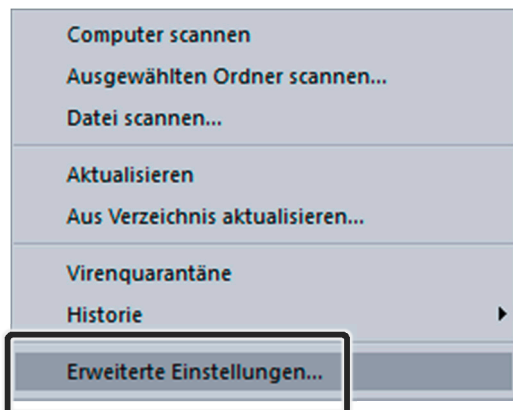 Computer scannen
Ausgewählten Ordner scannen...
Datei scannen...
Aktualisieren
Aus Verzeichnis aktualisieren...
Virenquarantäne
Historie
Erweiterte Einstellungen...